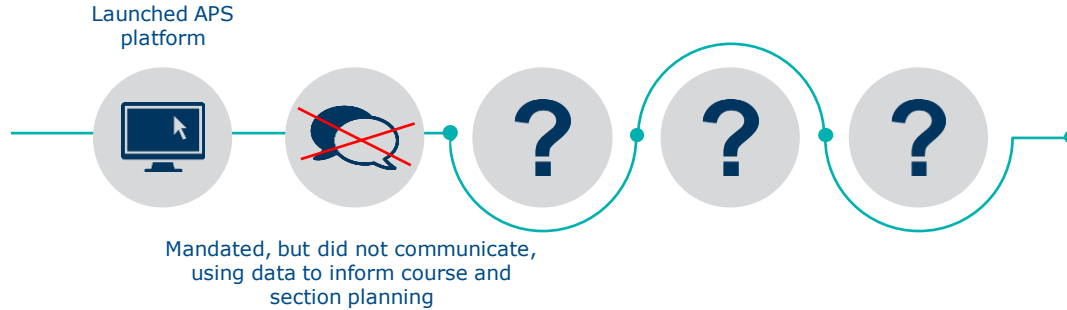 Launched APS
platform
?
?
?
Mandated, but did not communicate,
using data to inform course and
section planning